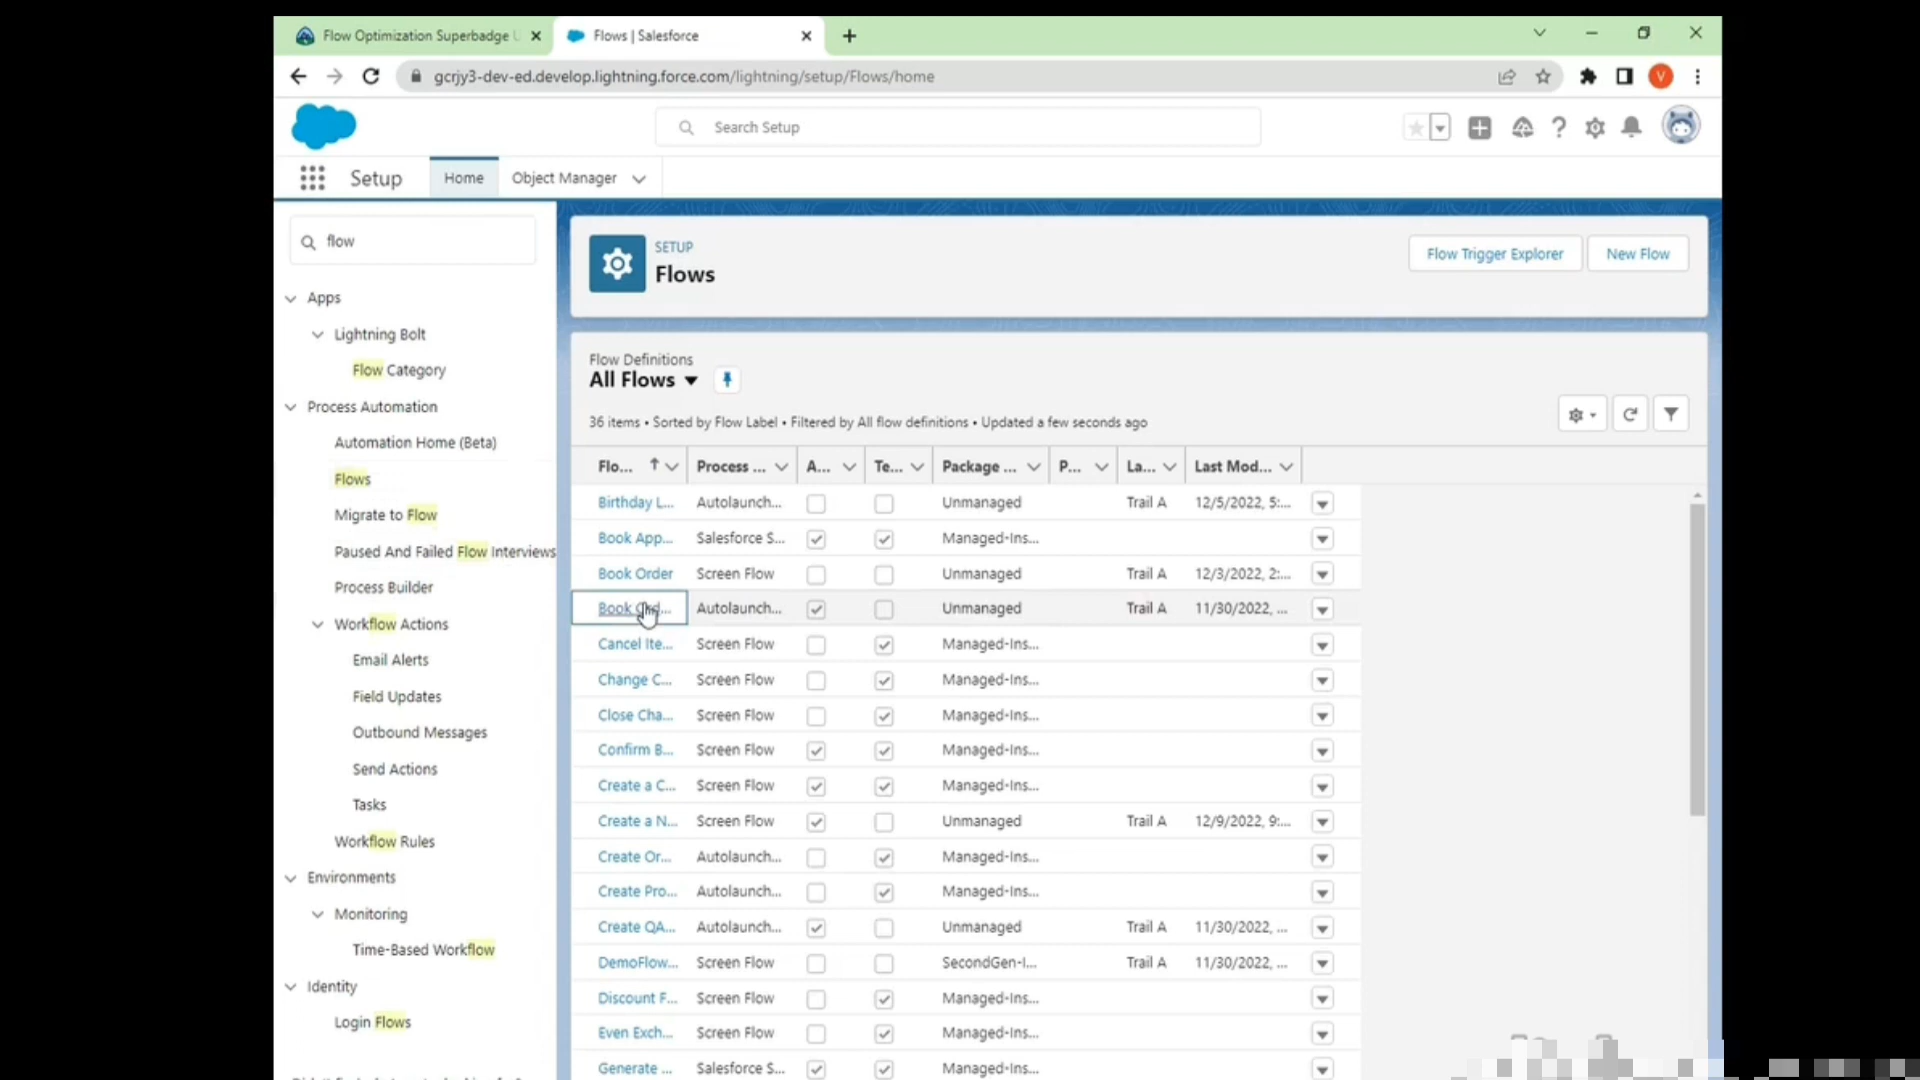 Flow Optimization Superbadge U
Flows | Salesforce
gcrjy3-dev-ed.develop.lightning.force.com/lightning/setup/Flows/home
V
Search Setup
Setup
Home
Object Manager
flow
Apps
Lightning Bolt
Flow Category
Process Automation
Automation Home (Beta)
Flows
Migrate to Flow
Paused And Failed Flow Interviews
Process Builder
Workflow Actions
Email Alerts
Field Updates
Outbound Messages
Send Actions
Tasks
Workflow Rules
Environments
Monitoring
Time-Based Workflow
Identity
Login Flows
SETUP
Flows
Flow Trigger Explorer
New Flow
Flow Definitions
All Flows
36 items • Sorted by Flow Label • Filtered by All flow definitions • Updated a few seconds ago
Flo... Process ... A... Te... Package ... P... La... Last Mod...
Birthday L... Autolaunch... Unmanaged Trail A 12/5/2022, 5:...
Book App... Salesforce S... Managed-Ins...
Book Order Screen Flow Unmanaged Trail A 12/3/2022, 2:...
Book Ord... Autolaunch... Unmanaged Trail A 11/30/2022, ...
Cancel Ite... Screen Flow Managed-Ins...
Change C... Screen Flow Managed-Ins...
Close Cha... Screen Flow Managed-Ins...
Confirm B... Screen Flow Managed-Ins...
Create a C... Screen Flow Managed-Ins...
Create a N... Screen Flow Unmanaged Trail A 12/9/2022, 9:...
Create Or... Autolaunch... Managed-Ins...
Create Pro... Autolaunch... Managed-Ins...
Create QA... Autolaunch... Unmanaged Trail A 11/30/2022, ...
DemoFlow... Screen Flow SecondGen-I... Trail A 11/30/2022, ...
Discount F... Screen Flow Managed-Ins...
Even Exch... Screen Flow Managed-Ins...
Generate ... Salesforce S... Managed-Ins...